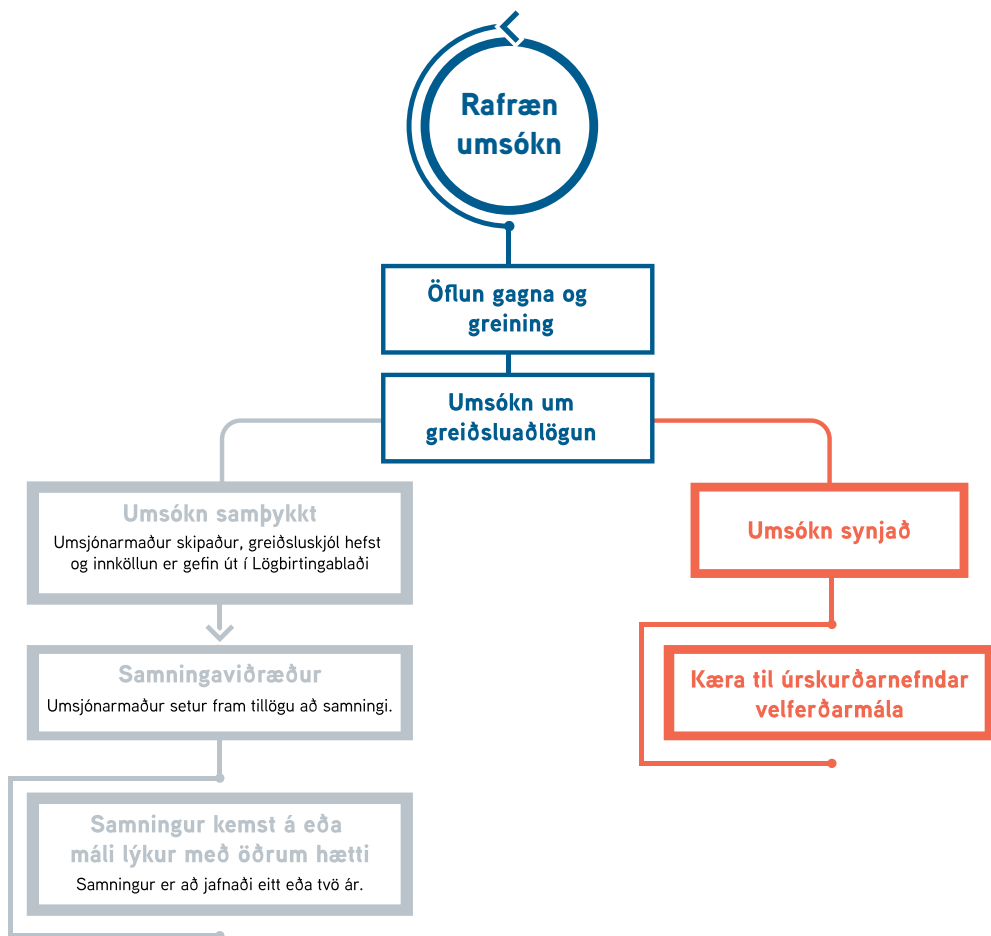 Rafræn
umsókn
Öflun gagna og
greining
Umsókn um
greiðsluaðlögun
Umsókn samþykkt
Umsjónarmaður skipaður, greiðsluskjól hefst
og innköllun er gefin út í Lögbirtingablaði
Samningaviðræður
Umsjónarmaður setur fram tillögu að samningi.
Samningur kemst á eða
máli lýkur með öðrum hætti
Samningur er að jafnaði eitt eða tvö ár.
Umsókn synjað
Kæra til úrskurðarnefndar
velferðarmála